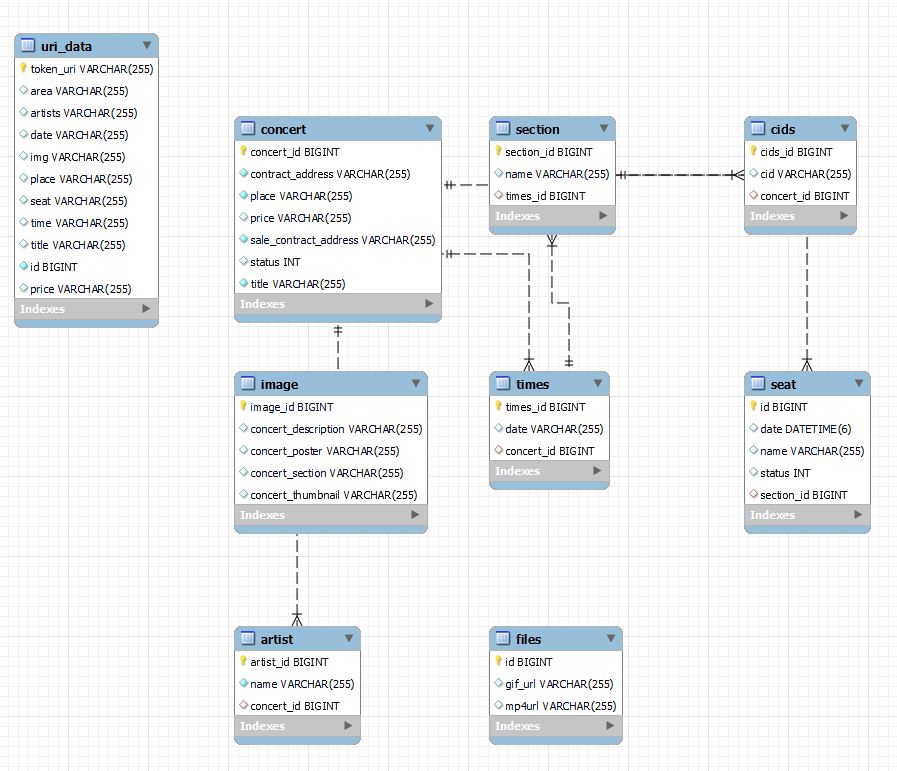 uri_data
token_uri VARCHAR(255)
area VARCHAR(255)
artists VARCHAR(255)
date VARCHAR(255)
img VARCHAR(255)
place VARCHAR(255)
seat VARCHAR(255)
time VARCHAR(255)
title VARCHAR(255)
id BIGINT
price VARCHAR(255)
Indexes
concert
concert_id BIGINT
contract_address VARCHAR(255)
place VARCHAR(255)
price VARCHAR(255)
sale_contract_address VARCHAR(255)
status INT
title VARCHAR(255)
Indexes
section
section_id BIGINT
name VARCHAR(255)
times_id BIGINT
Indexes
cids
cids_id BIGINT
cid VARCHAR(255)
concert_id BIGINT
Indexes
image
image_id BIGINT
concert_description VARCHAR(255)
concert_poster VARCHAR(255)
concert_section VARCHAR(255)
concert_thumbnail VARCHAR(255)
Indexes
times
times_id BIGINT
date VARCHAR(255)
concert_id BIGINT
Indexes
seat
id BIGINT
date DATETIME(6)
name VARCHAR(255)
status INT
section_id BIGINT
Indexes
artist
artist_id BIGINT
name VARCHAR(255)
concert_id BIGINT
Indexes
files
id BIGINT
gif_url VARCHAR(255)
mp4url VARCHAR(255)
Indexes